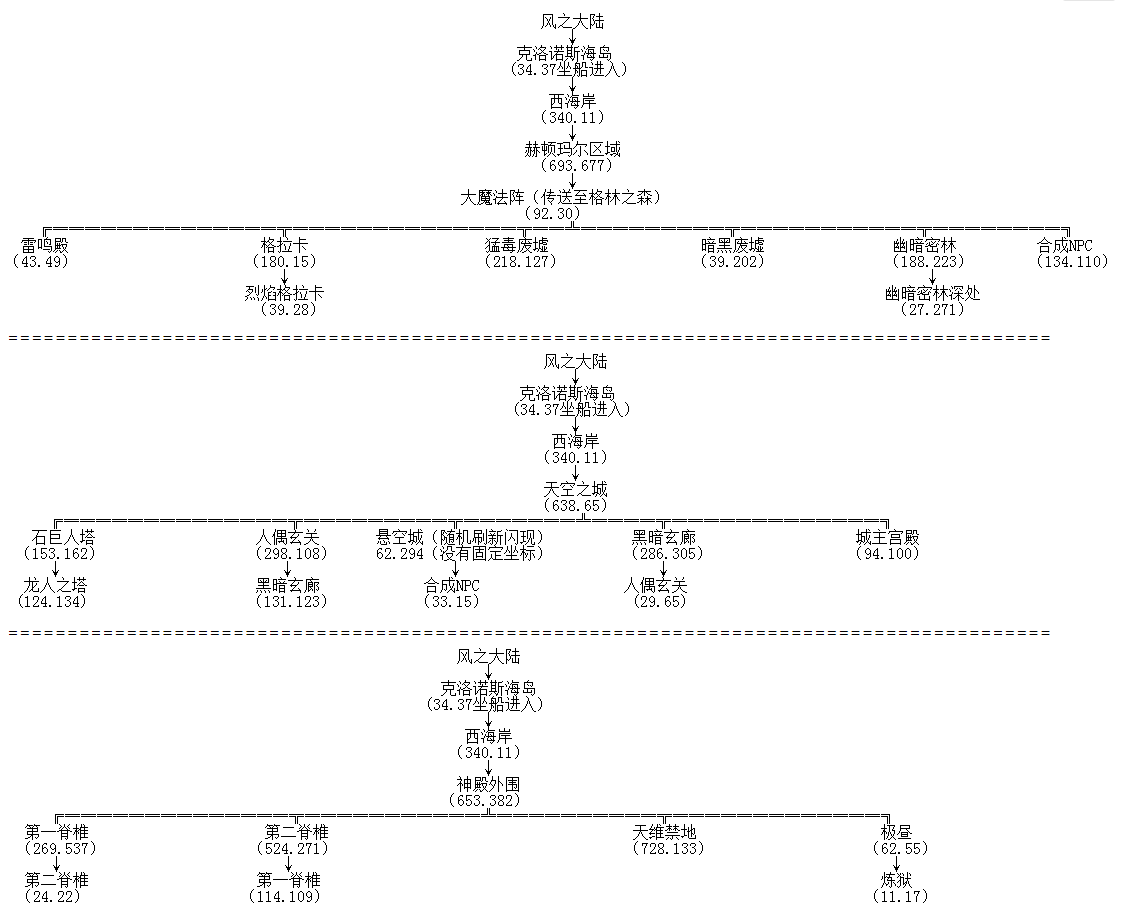 风之大陆
克洛诺斯海岛
(34.37坐船进入)
西海岸
(340.11)
赫顿玛尔区域
(693.677)
大魔法阵（传送至格林之森）
(92.30)
雷鸣殿 格拉卡 猛毒废墟 暗黑废墟 幽暗密林 合成NPC
(43.49) (180.15) (218.127) (39.202) (188.223) (134.110)
烈焰格拉卡 幽暗密林深处
(39.28) (27.271)
=========================================================================================
风之大陆
克洛诺斯海岛
(34.37坐船进入)
西海岸
(340.11)
天空之城
(638.65)
石巨人塔 人偶玄关 悬空城（随机刷新闪现） 黑暗玄廊 城主宫殿
(153.162) (298.108) 62.294（没有固定坐标） (286.305) (94.100)
龙人之塔 黑暗玄廊 合成NPC 人偶玄关
(124.134) (131.123) (33.15) (29.65)
=========================================================================================
风之大陆
克洛诺斯海岛
(34.37坐船进入)
西海岸
(340.11)
神殿外围
(653.382)
第一脊椎 第二脊椎 天维禁地 极昼
(269.537) (524.271) (728.133) (62.55)
第二脊椎 第一脊椎 炼狱
(24.22) (114.109) (11.17)